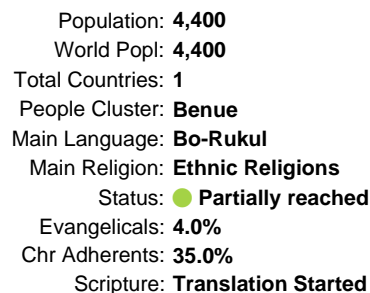 Population: 4,400
World Popl: 4,400
Total Countries: 1
People Cluster: Benue
Main Language: Bo-Rukul
Main Religion: Ethnic Religions
Status: Partially reached
Evangelicals: 4.0%
Chr Adherents: 35.0%
Scripture: Translation Started